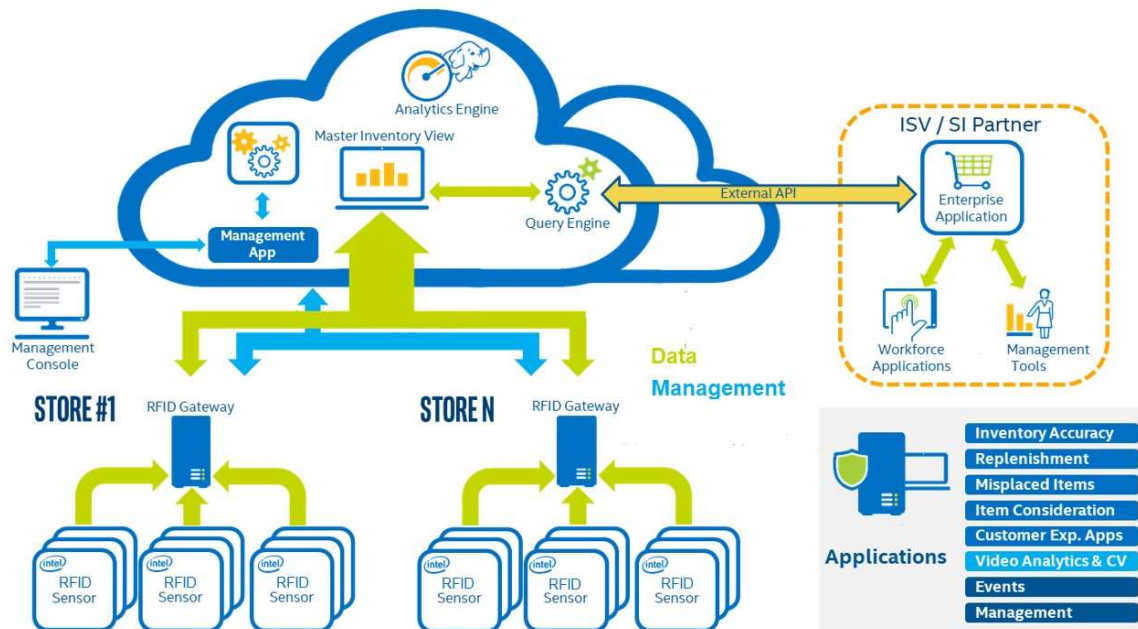 Analytics Engine
Master Inventory View
Query Engine
Management
App
Management
Console
External API
ISV / SI Partner
Enterprise
Application
Workforce
Applications
Management
Tools
Data
Management
STORE #1
RFID Gateway
STORE N
RFID Gateway
intel
RFID
Sensor
intel
RFID
Sensor
intel
RFID
Sensor
intel
RFID
Sensor
intel
RFID
Sensor
intel
RFID
Sensor
Applications
Inventory Accuracy
Replenishment
Misplaced Items
Item Consideration
Customer Exp. Apps
Video Analytics & CV
Events
Management